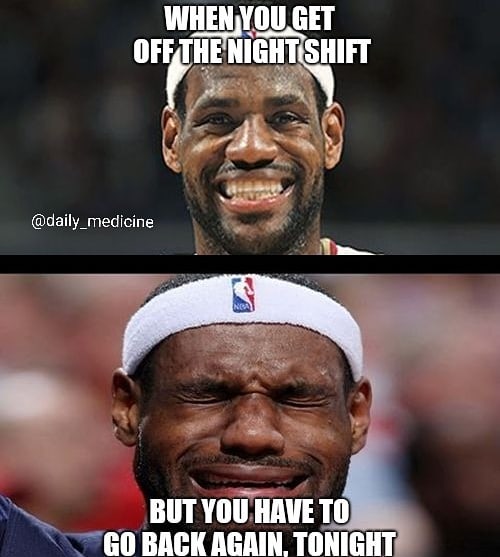 WHEN YOU GET
OFF THE NIGHT SHIFT
@daily_medicine
NBA
BUT YOU HAVE TO
GO BACK AGAIN, TONIGHT